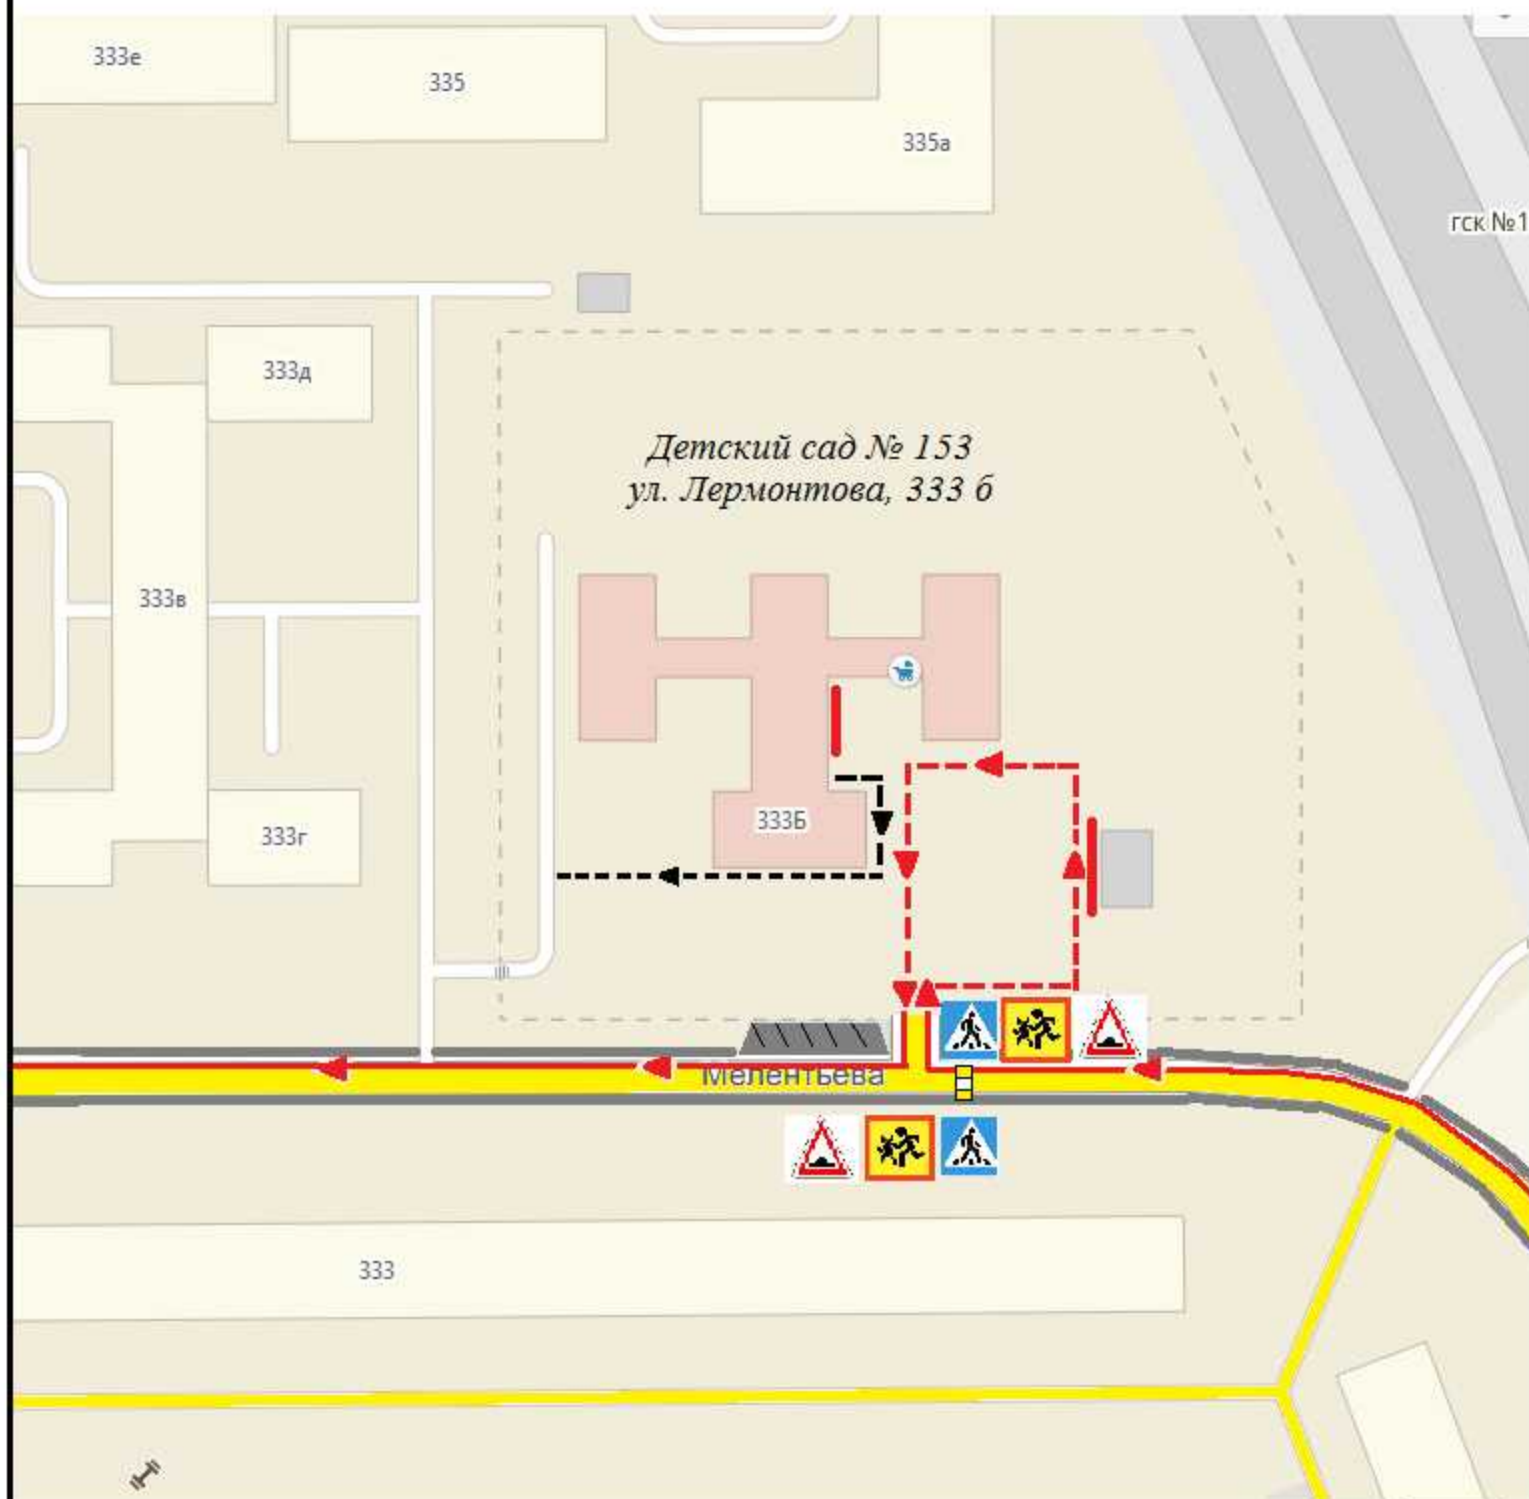 333е
335
335а
гск №1
333д
Детский сад № 153
ул. Лермонтова, 333 б
333в
333Б
333г
Мелентьева
333